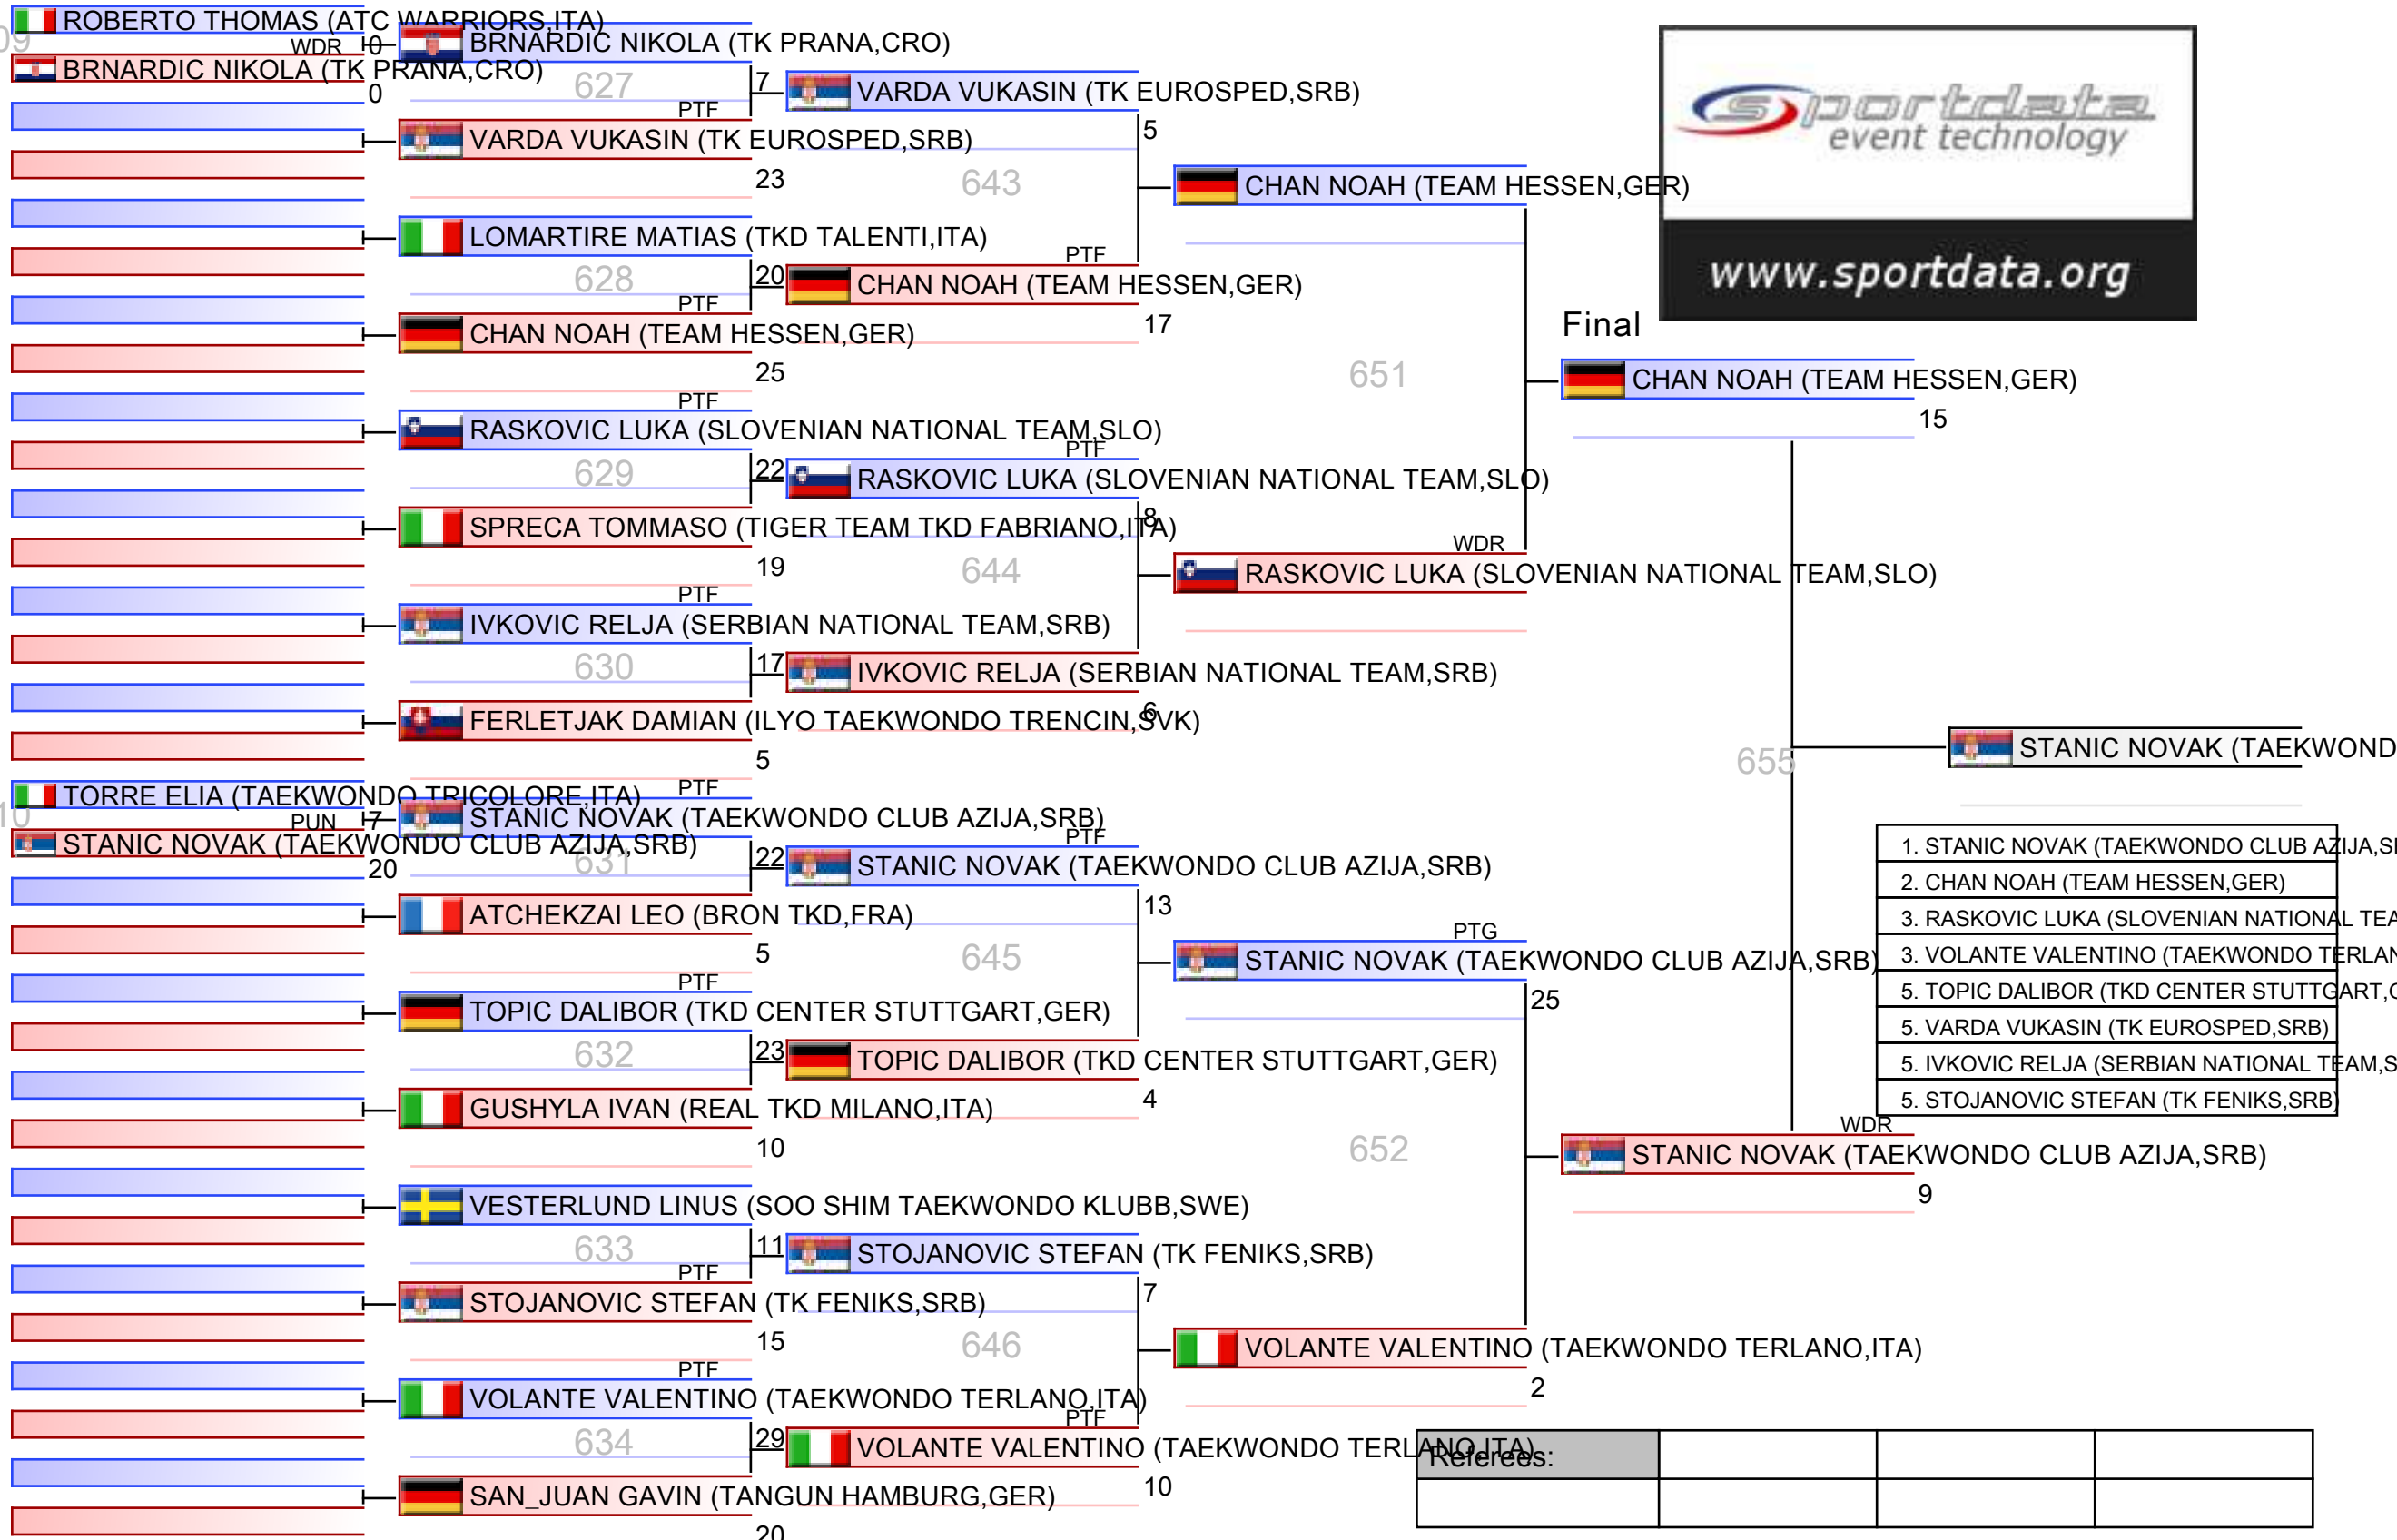 ROBERTO THOMAS (ATC WARRIORS,ITA)
09
WDR 0
BRNARDIC NIKOLA (TK PRANA,CRO)
0
BRNARDIC NIKOLA (TK PRANA,CRO)
627
7
PTF
VARDA VUKASIN (TK EUROSPED,SRB)
23
LOMARTIRE MATIAS (TKD TALENTI,ITA)
628
20
PTF
CHAN NOAH (TEAM HESSEN,GER)
25
PTF
RASKOVIC LUKA (SLOVENIAN NATIONAL TEAM,SLO)
629
22
SPRECA TOMMASO (TIGER TEAM TKD FABRIANO,ITA)
19
PTF
IVKOVIC RELJA (SERBIAN NATIONAL TEAM,SRB)
630
17
FERLETJAK DAMIAN (ILYO TAEKWONDO TRENCIN,SVK)
5
TORRE ELIA (TAEKWONDO TRICOLORE,ITA)
10
PUN 7
STANIC NOVAK (TAEKWONDO CLUB AZIJA,SRB)
20
PTF
STANIC NOVAK (TAEKWONDO CLUB AZIJA,SRB)
631
22
ATCHEKZAI LEO (BRON TKD,FRA)
5
PTF
TOPIC DALIBOR (TKD CENTER STUTTGART,GER)
632
23
GUSHYLA IVAN (REAL TKD MILANO,ITA)
10
VESTERLUND LINUS (SOO SHIM TAEKWONDO KLUBB,SWE)
633
11
PTF
STOJANOVIC STEFAN (TK FENIKS,SRB)
15
PTF
VOLANTE VALENTINO (TAEKWONDO TERLANO,ITA)
634
29
SAN_JUAN GAVIN (TANGUN HAMBURG,GER)
20
VARDA VUKASIN (TK EUROSPED,SRB)
5
643
PTF
CHAN NOAH (TEAM HESSEN,GER)
17
PTF
RASKOVIC LUKA (SLOVENIAN NATIONAL TEAM,SLO)
8
644
IVKOVIC RELJA (SERBIAN NATIONAL TEAM,SRB)
6
PTF
STANIC NOVAK (TAEKWONDO CLUB AZIJA,SRB)
13
645
TOPIC DALIBOR (TKD CENTER STUTTGART,GER)
4
STOJANOVIC STEFAN (TK FENIKS,SRB)
7
646
PTF
VOLANTE VALENTINO (TAEKWONDO TERLANO,ITA)
10
CHAN NOAH (TEAM HESSEN,GER)
651
WDR
RASKOVIC LUKA (SLOVENIAN NATIONAL TEAM,SLO)
PTG
STANIC NOVAK (TAEKWONDO CLUB AZIJA,SRB)
25
652
VOLANTE VALENTINO (TAEKWONDO TERLANO,ITA)
2
sportdata
event technology
www.sportdata.org
Final
CHAN NOAH (TEAM HESSEN,GER)
15
655
WDR
STANIC NOVAK (TAEKWONDO CLUB AZIJA,SRB)
9
STANIC NOVAK (TAEKWOND
1. STANIC NOVAK (TAEKWONDO CLUB AZIJA,S
2. CHAN NOAH (TEAM HESSEN,GER)
3. RASKOVIC LUKA (SLOVENIAN NATIONAL TEA
3. VOLANTE VALENTINO (TAEKWONDO TERLAN
5. TOPIC DALIBOR (TKD CENTER STUTTGART,G
5. VARDA VUKASIN (TK EUROSPED,SRB)
5. IVKOVIC RELJA (SERBIAN NATIONAL TEAM,S
5. STOJANOVIC STEFAN (TK FENIKS,SRB)
Referees: